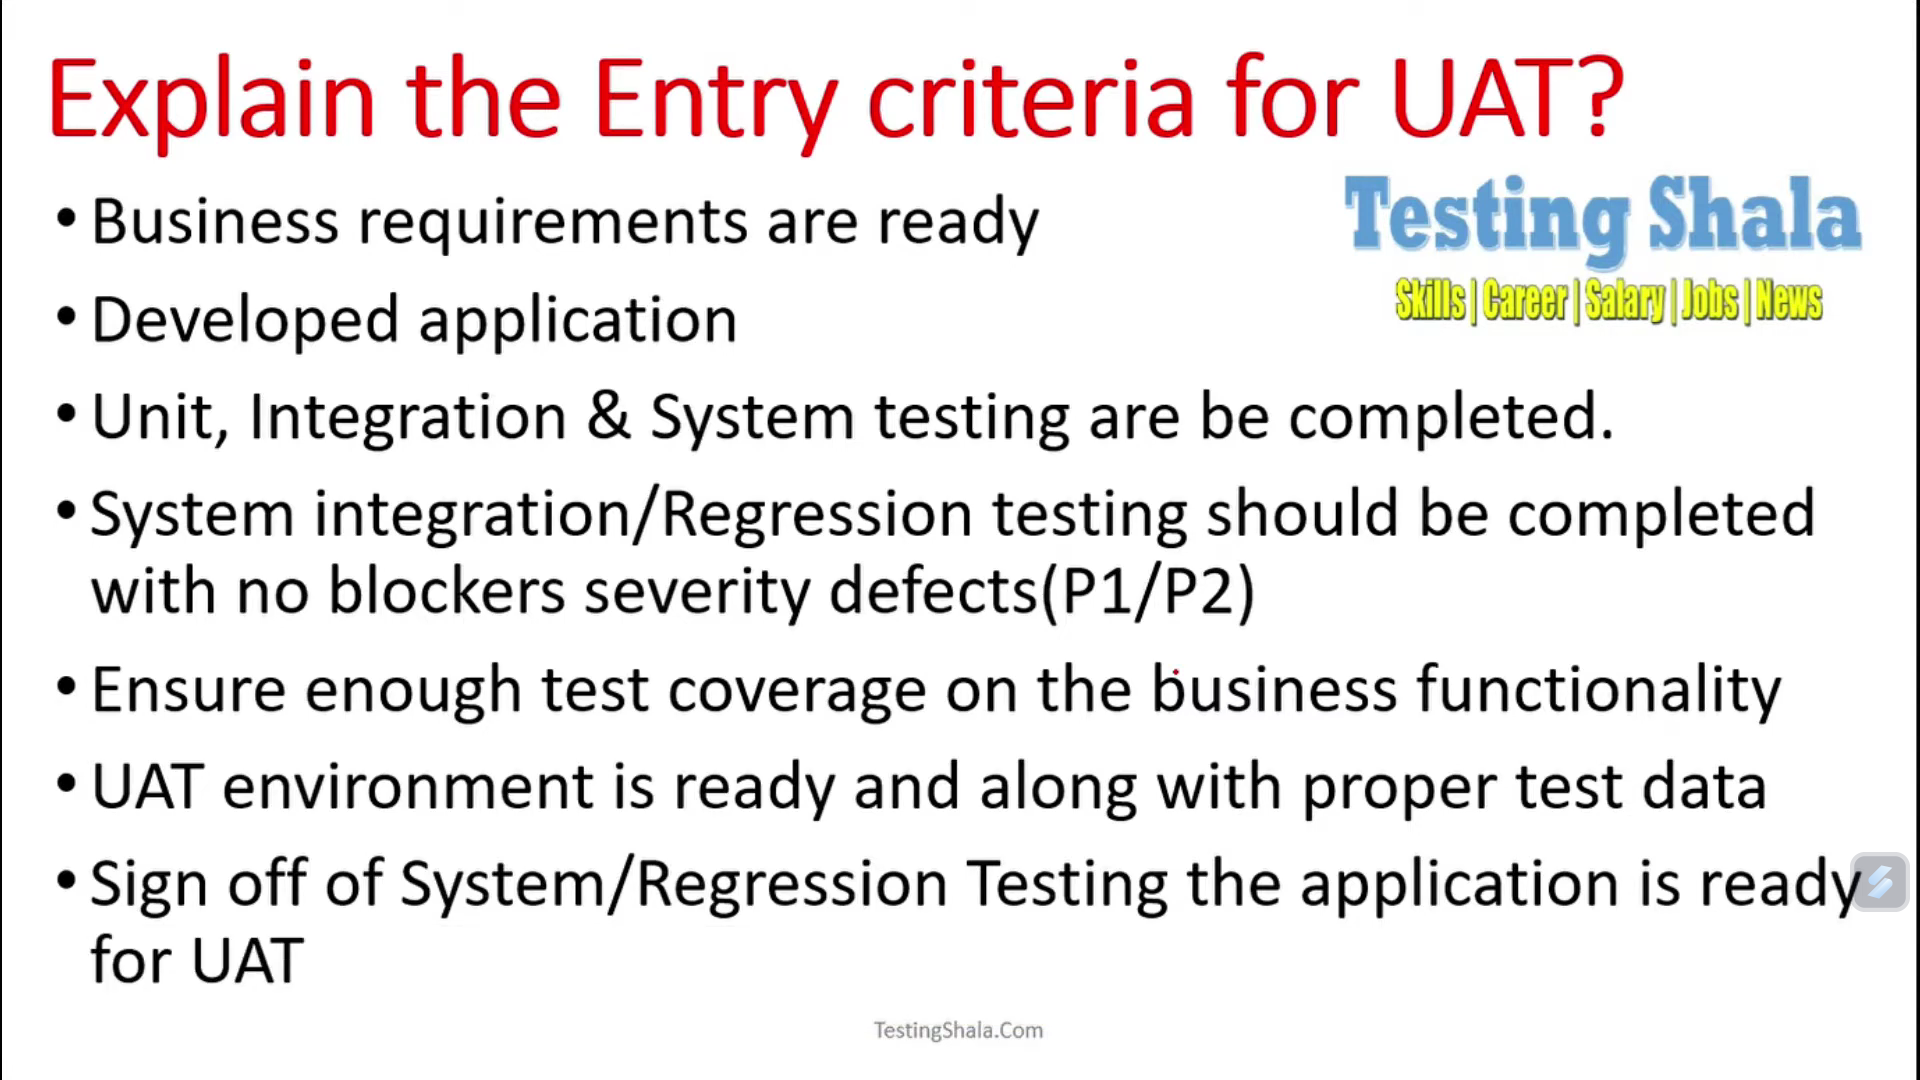 Explain the Entry criteria for UAT?
Testing Shala
Skills | Career | Salary | Jobs | News
• Business requirements are ready
• Developed application
• Unit, Integration & System testing are be completed.
• System integration/Regression testing should be completed
with no blockers severity defects(P1/P2)
• Ensure enough test coverage on the business functionality
• UAT environment is ready and along with proper test data
• Sign off of System/Regression Testing the application is ready
for UAT
TestingShala.Com